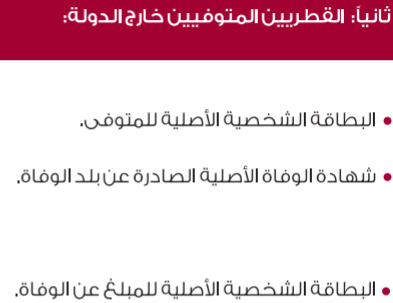 ثانياً: القطريين المتوفيين خارج الدولة:
• البطاقة الشخصية الأصلية للمتوفى.
• شهادة الوفاة الأصلية الصادرة عن بلد الوفاة.
• البطاقة الشخصية الأصلية للمبلغ عن الوفاة.